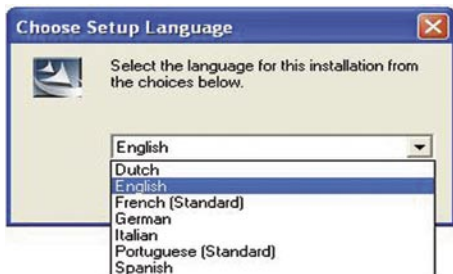 Choose Setup Language
Select the language for this installation from
the choices below.
English
Dutch
English
French (Standard)
German
Italian
Portuguese (Standard)
Spanish